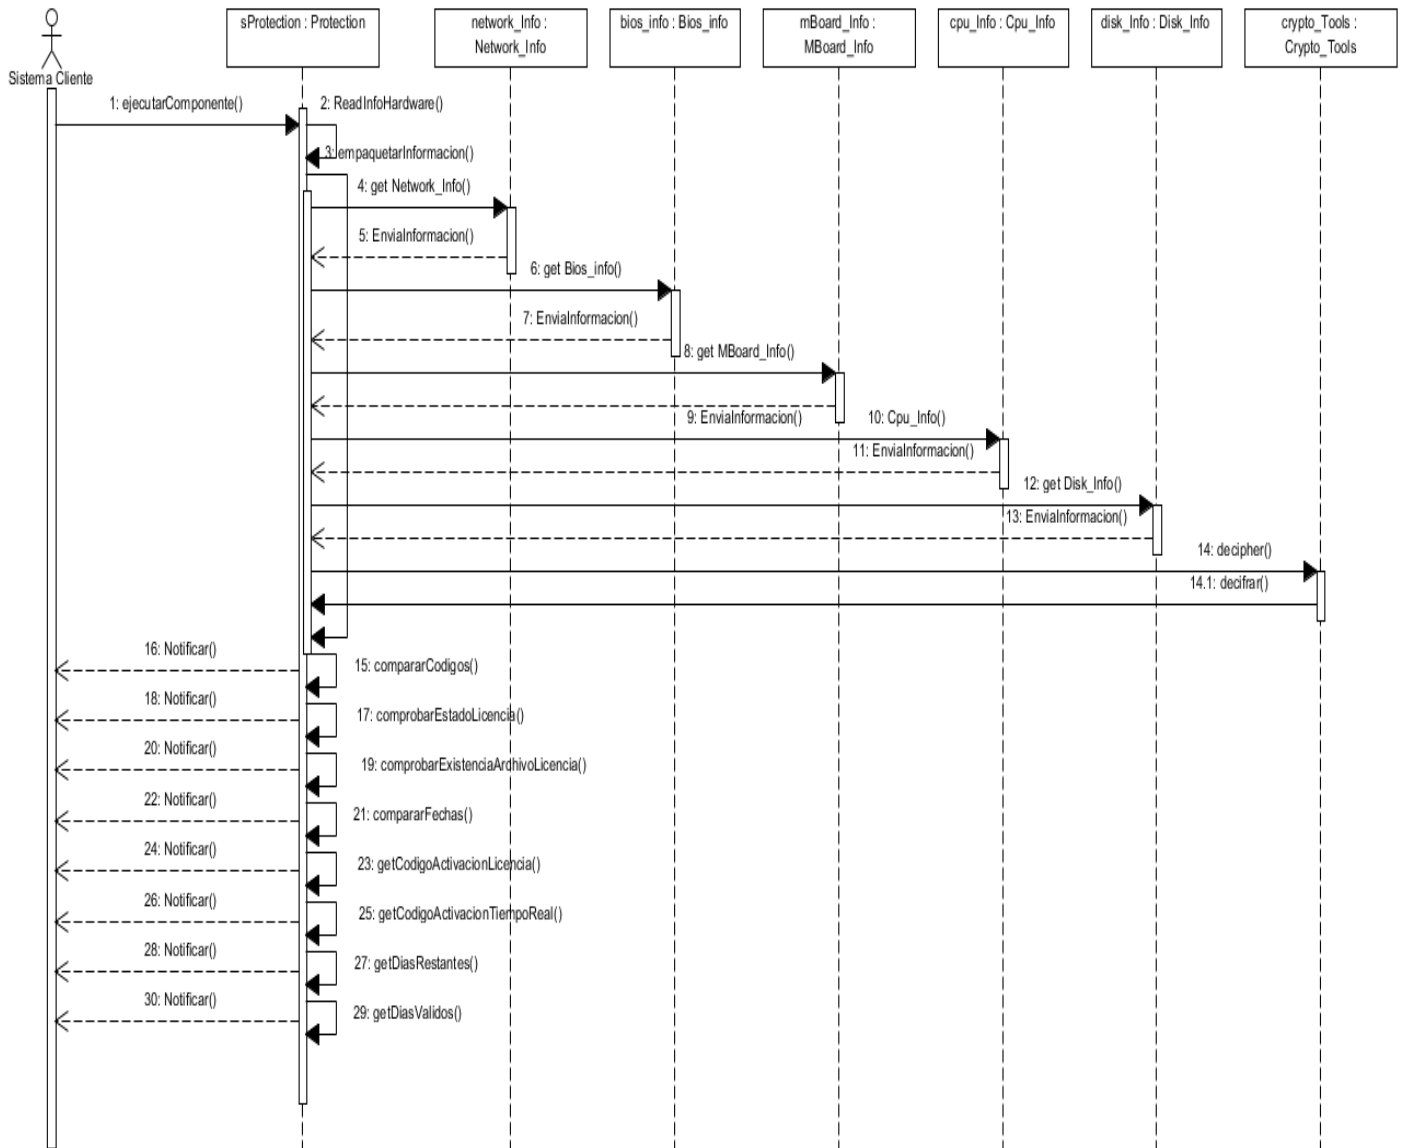 sProtection : Protection
network_Info :
Network_Info
bios_info : Bios_info
mBoard_Info :
MBoard_Info
cpu_Info : Cpu_Info
disk_Info : Disk_Info
crypto_Tools :
Crypto_Tools
Sistema Cliente
1: ejecutarComponente()
2: ReadInfoHardware()
3: empaquetarInformacion()
4: get Network_Info()
5: EnviaInformacion()
6: get Bios_info()
7: EnviaInformacion()
8: get MBoard_Info()
9: EnviaInformacion()
10: Cpu_Info()
11: EnviaInformacion()
12: get Disk_Info()
13: EnviaInformacion()
14: decipher()
14.1: decifrar()
16: Notificar()
15: compararCodigos()
18: Notificar()
17: comprobarEstadoLicencia()
20: Notificar()
19: comprobarExistenciaArchivoLicencia()
22: Notificar()
21: compararFechas()
24: Notificar()
23: getCodigoActivacionLicencia()
26: Notificar()
25: getCodigoActivacionTiempoReal()
28: Notificar()
27: getDiasRestantes()
30: Notificar()
29: getDiasValidos()